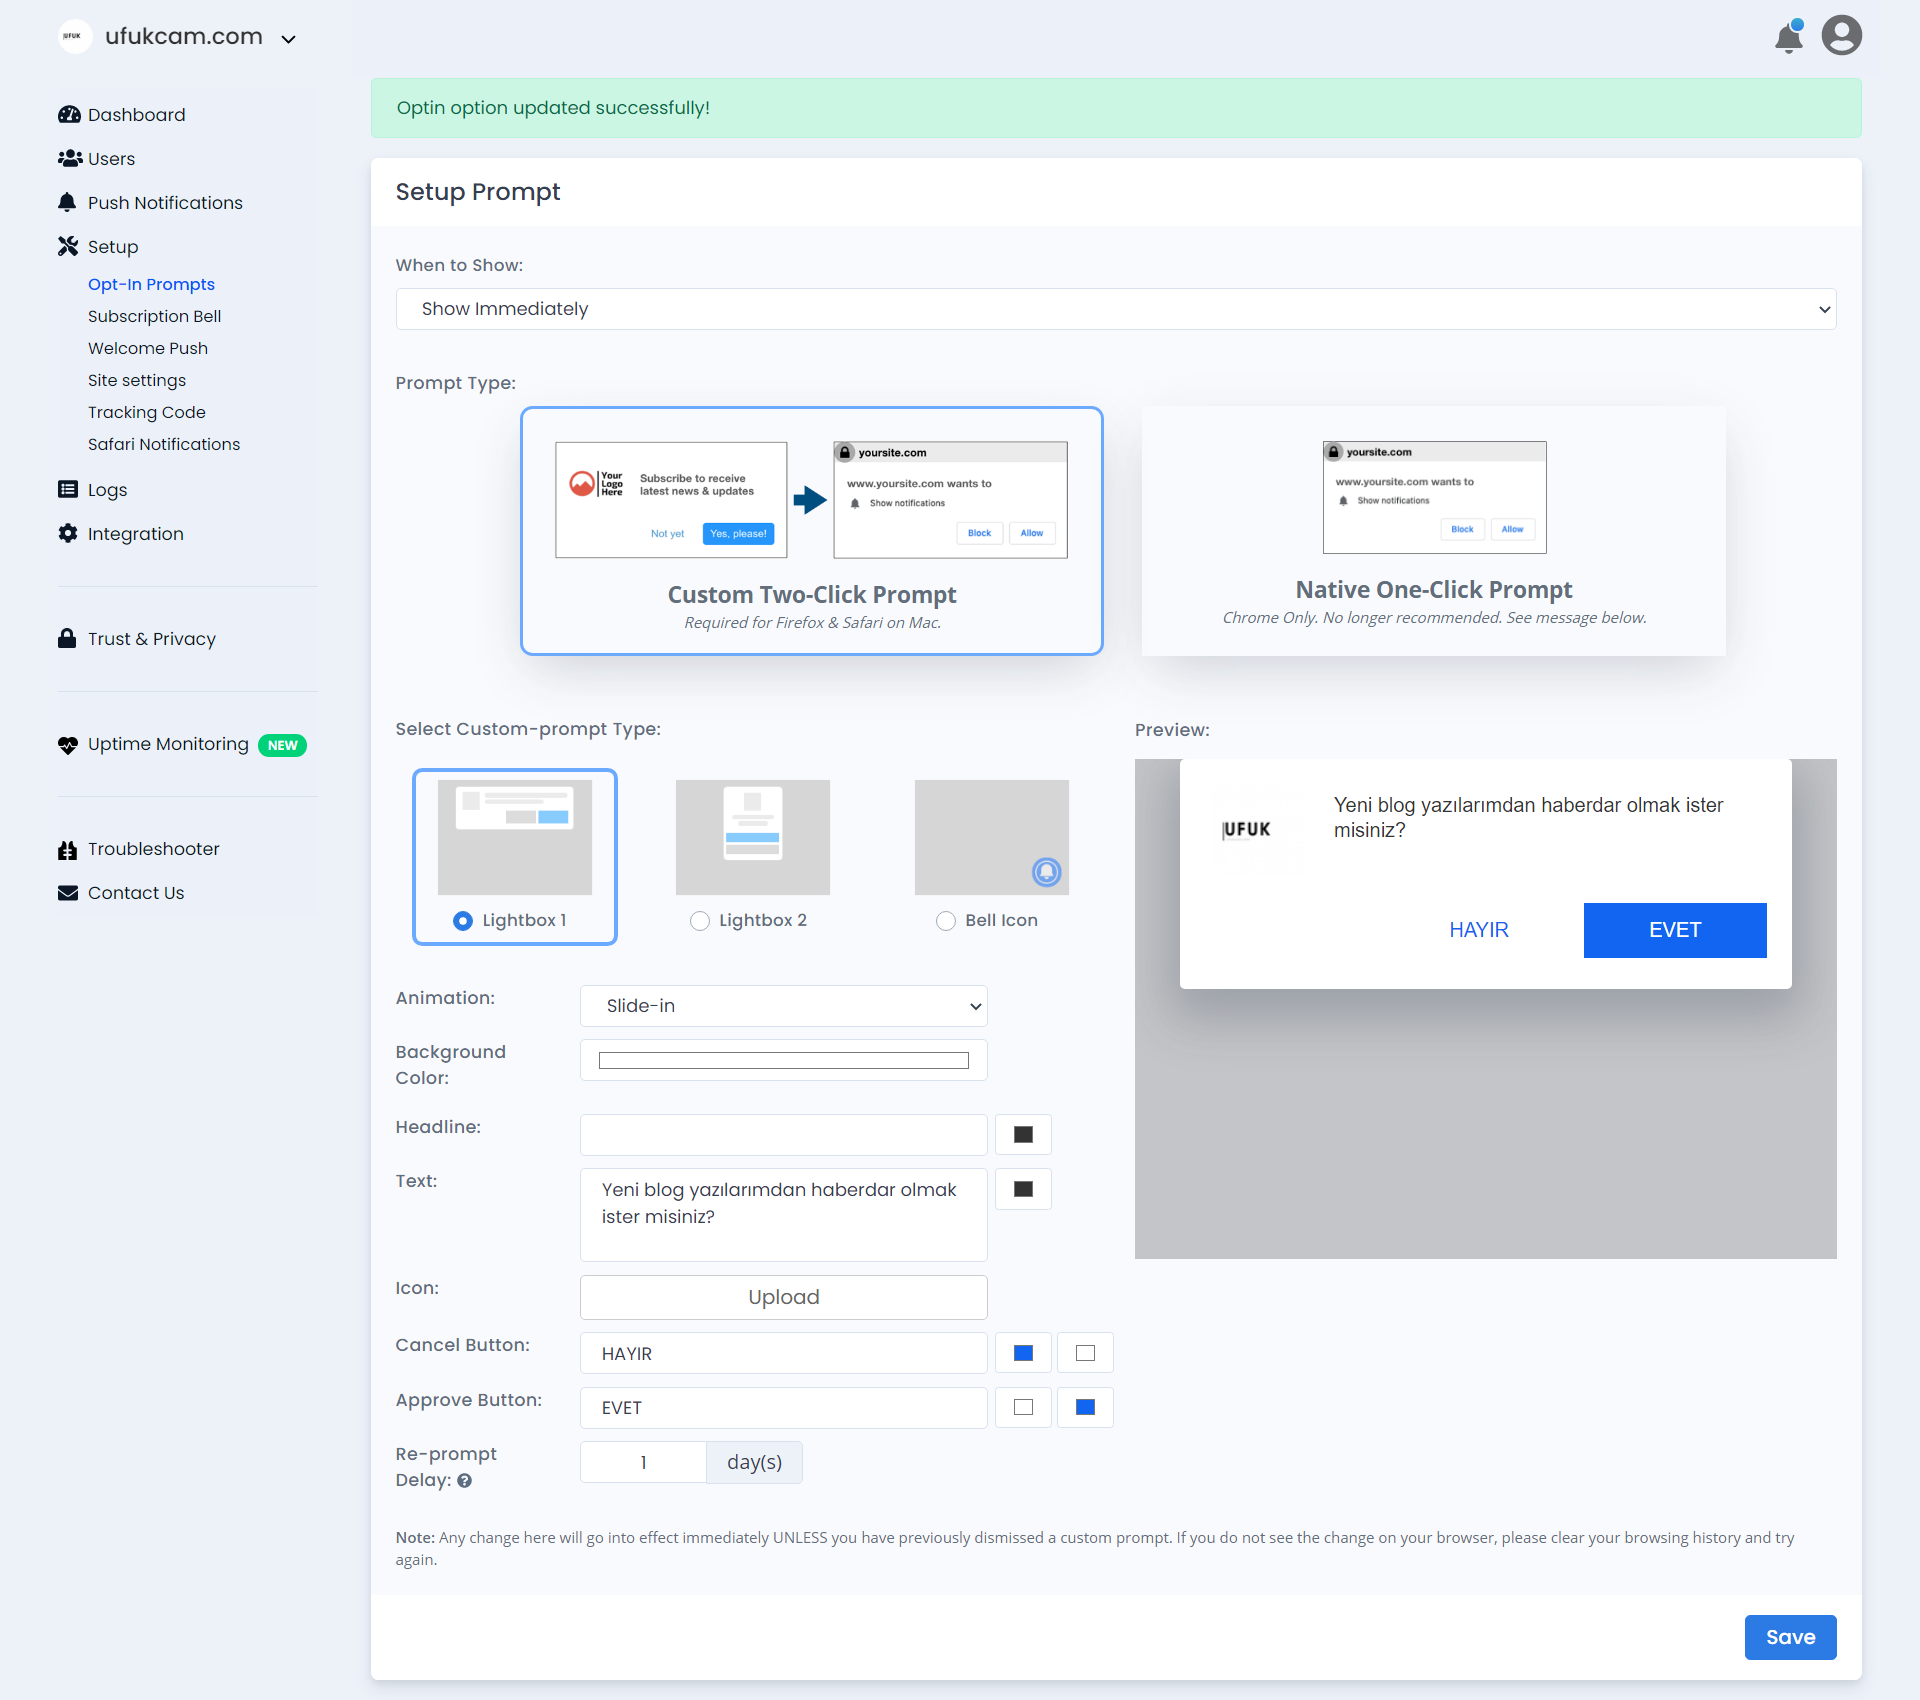 UFUK
ufukcam.com
Dashboard
Users
Push Notifications
Setup
Opt-In Prompts
Subscription Bell
Welcome Push
Site settings
Tracking Code
Safari Notifications
Logs
Integration
Trust & Privacy
Uptime Monitoring NEW
Troubleshooter
Contact Us
Optin option updated successfully!
Setup Prompt
When to Show:
Show Immediately
Prompt Type:
Your
Logo
Here
Subscribe to receive
latest news & updates
Not yet
Yes, please!
yoursite.com
www.yoursite.com wants to
Show notifications
Block
Allow
Custom Two-Click Prompt
Required for Firefox & Safari on Mac.
yoursite.com
www.yoursite.com wants to
Show notifications
Block
Allow
Native One-Click Prompt
Chrome Only. No longer recommended. See message below.
Select Custom-prompt Type:
Lightbox 1
Lightbox 2
Bell Icon
Animation:
Slide-in
Background
Color:
Headline:
Text:
Yeni blog yazılarımdan haberdar olmak
ister misiniz?
Icon:
Upload
Cancel Button:
HAYIR
Approve Button:
EVET
Re-prompt
Delay:
1
day(s)
Preview:
UFUK
Yeni blog yazılarımdan haberdar olmak ister
misiniz?
HAYIR
EVET
Note: Any change here will go into effect immediately UNLESS you have previously dismissed a custom prompt. If you do not see the change on your browser, please clear your browsing history and try
again.
Save